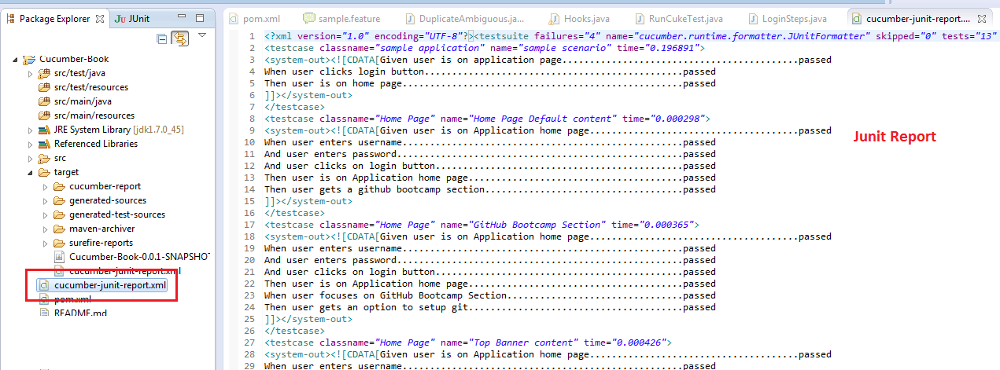 Package Explorer
JUnit
Cucumber-Book
src/test/java
src/test/resources
src/main/java
src/main/resources
JRE System Library [jdk1.7.0_45]
Referenced Libraries
src
target
cucumber-report
generated-sources
generated-test-sources
maven-archiver
surefire-reports
Cucumber-Book-0.0.1-SNAPSHOT
cucumber-junit-report.xml
cucumber-junit-report.xml
pom.xml
README.md
pom.xml
sample.feature
DuplicateAmbiguous.ja...
Hooks.java
RunCukeTest.java
LoginSteps.java
cucumber-junit-report....
1 <?xml version="1.0" encoding="UTF-8"?><testsuite failures="4" name="cucumber.runtime.formatter.JUnitFormatter" skipped="0" tests="13"
2 <testcase classname="sample application" name="sample scenario" time="0.196891">
3 <system-out><![CDATA[Given user is on application page...........................................passed
4 When user clicks login button...............................................passed
5 Then user is on home page...................................................passed
6 ]]></system-out>
7 </testcase>
8 <testcase classname="Home Page" name="Home Page Default content" time="0.000298">
9 <system-out><![CDATA[Given user is on Application home page......................................passed
10 When user enters username...................................................passed
11 And user enters password....................................................passed
12 And user clicks on login button.............................................passed
13 Then user is on Application home page.......................................passed
14 Then user gets a github bootcamp section....................................passed
15 ]]></system-out>
16 </testcase>
17 <testcase classname="Home Page" name="GitHub Bootcamp Section" time="0.000365">
18 <system-out><![CDATA[Given user is on Application home page......................................passed
19 When user enters username...................................................passed
20 And user enters password....................................................passed
21 And user clicks on login button.............................................passed
22 Then user is on Application home page.......................................passed
23 When user focuses on GitHub Bootcamp Section................................passed
24 Then user gets an option to setup git.......................................passed
25 ]]></system-out>
26 </testcase>
27 <testcase classname="Home Page" name="Top Banner content" time="0.000426">
28 <system-out><![CDATA[Given user is on Application home page......................................passed
29 When user enters username...................................................passed
Junit Report